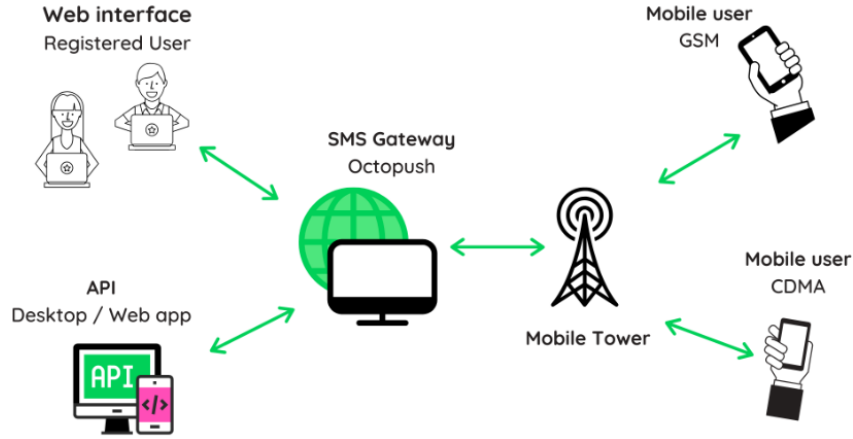 Web interface
Registered User
Mobile user
GSM
SMS Gateway
Octopush
API
Desktop / Web app
API
</>
Mobile Tower
Mobile user
CDMA